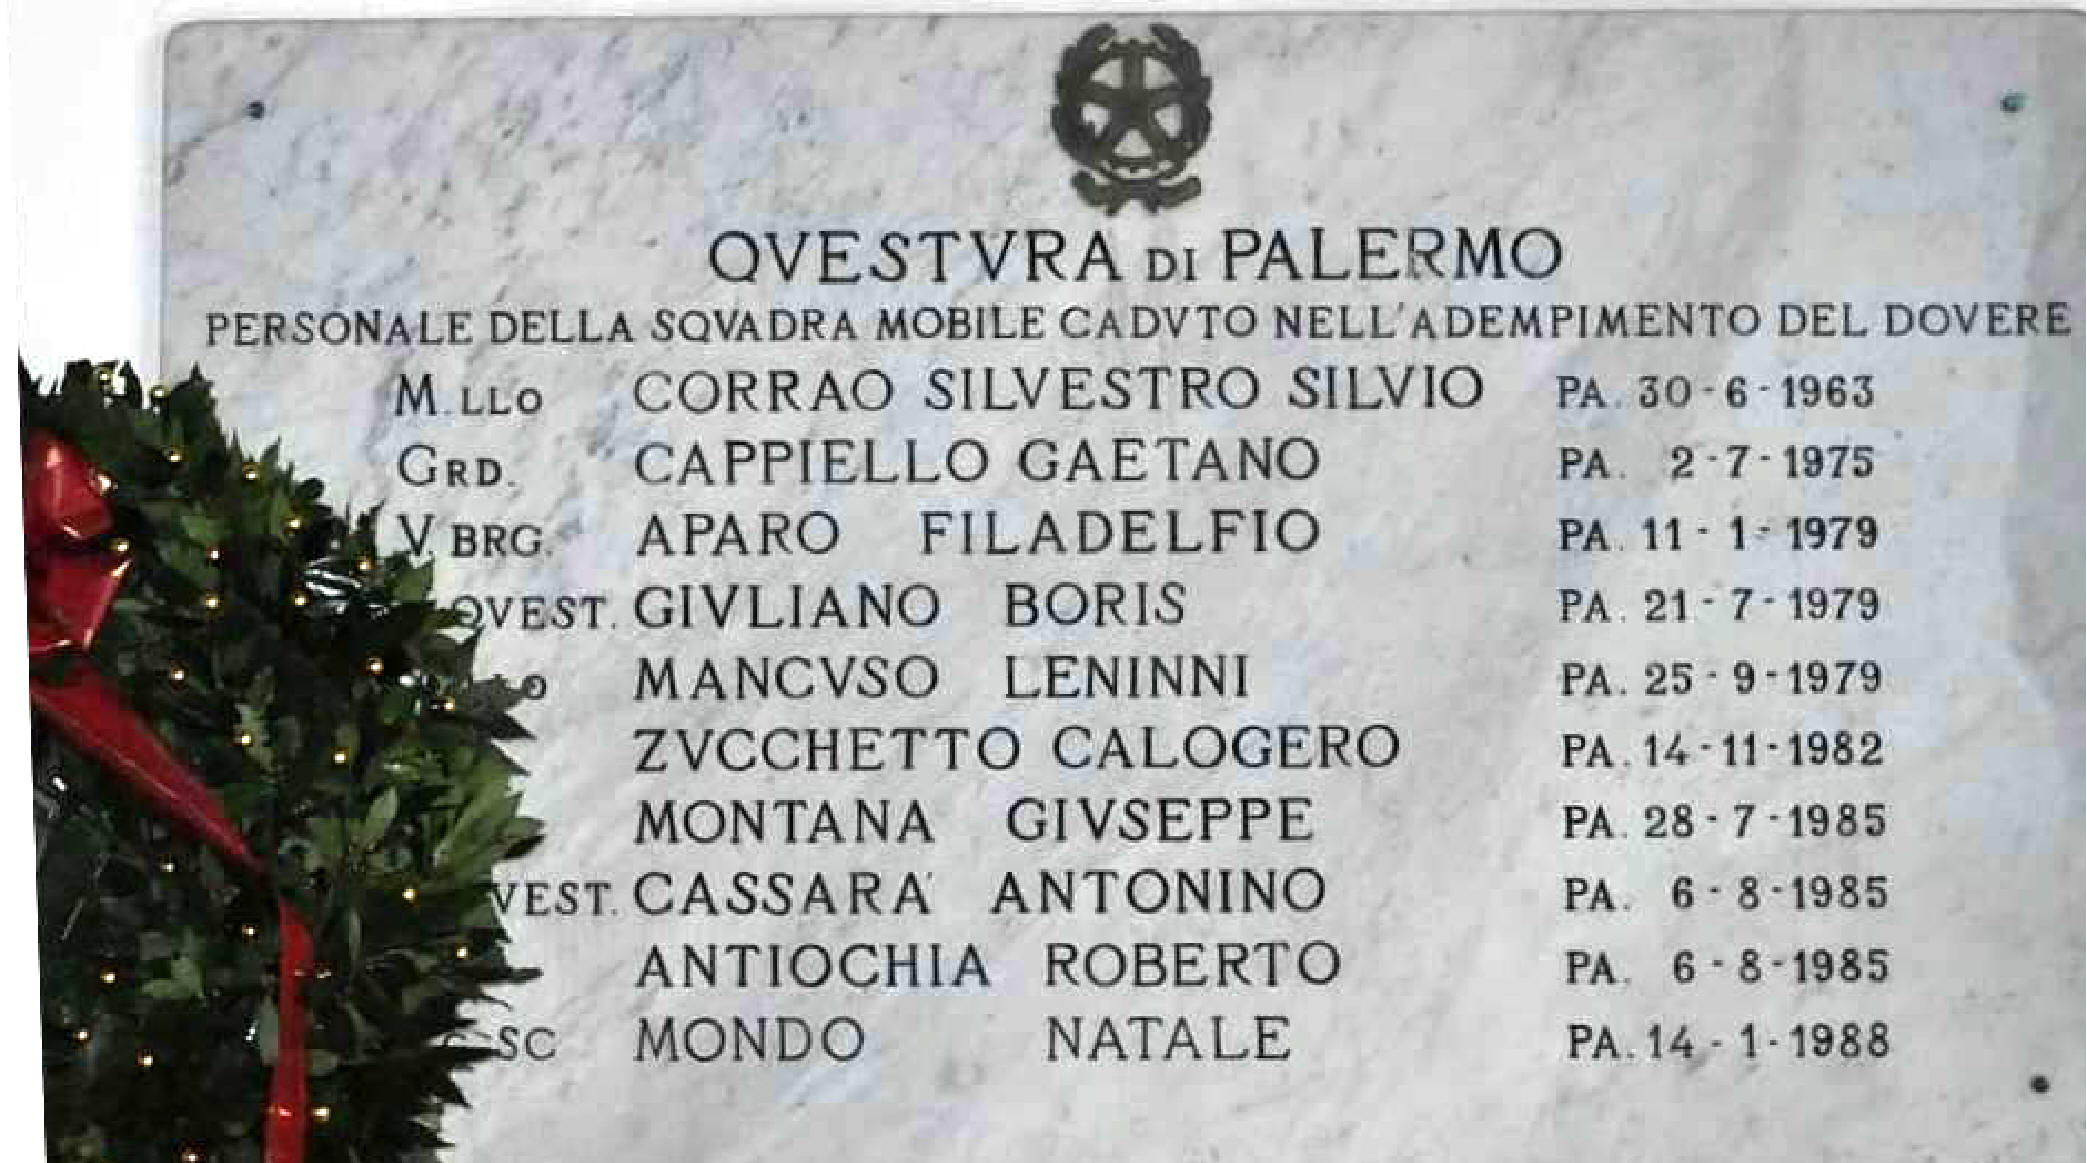 QVESTVRA DI PALERMO
PERSONALE DELLA SQVADRA MOBILE CADVTO NELL'ADEMPIMENTO DEL DOVERE
M.LLO CORRAO SILVESTRO SILVIO PA. 30-6-1963
GRD. CAPPIELLO GAETANO PA. 2-7-1975
V. BRG. APARO FILADELFIO PA. 11-1-1979
QVEST. GIVLIANO BORIS PA. 21-7-1979
MANCVSO LENINNI PA. 25-9-1979
ZVCCHETTO CALOGERO PA. 14-11-1982
MONTANA GIVSEPPE PA. 28-7-1985
VEST. CASSARA' ANTONINO PA. 6-8-1985
ANTIOCHIA ROBERTO PA. 6-8-1985
SC MONDO NATALE PA. 14-1-1988